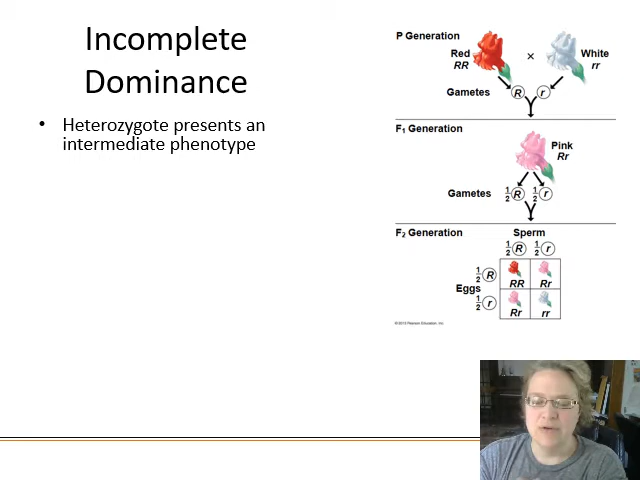 Incomplete
Dominance
• Heterozygote presents an
intermediate phenotype
P Generation
Red
RR
×
White
rr
Gametes
R
r
F1 Generation
Pink
Rr
Gametes
1/2 R
1/2 r
F2 Generation
Sperm
1/2 R
1/2 r
Eggs
1/2 R
RR
Rr
1/2 r
Rr
rr
© 2013 Pearson Education, Inc.